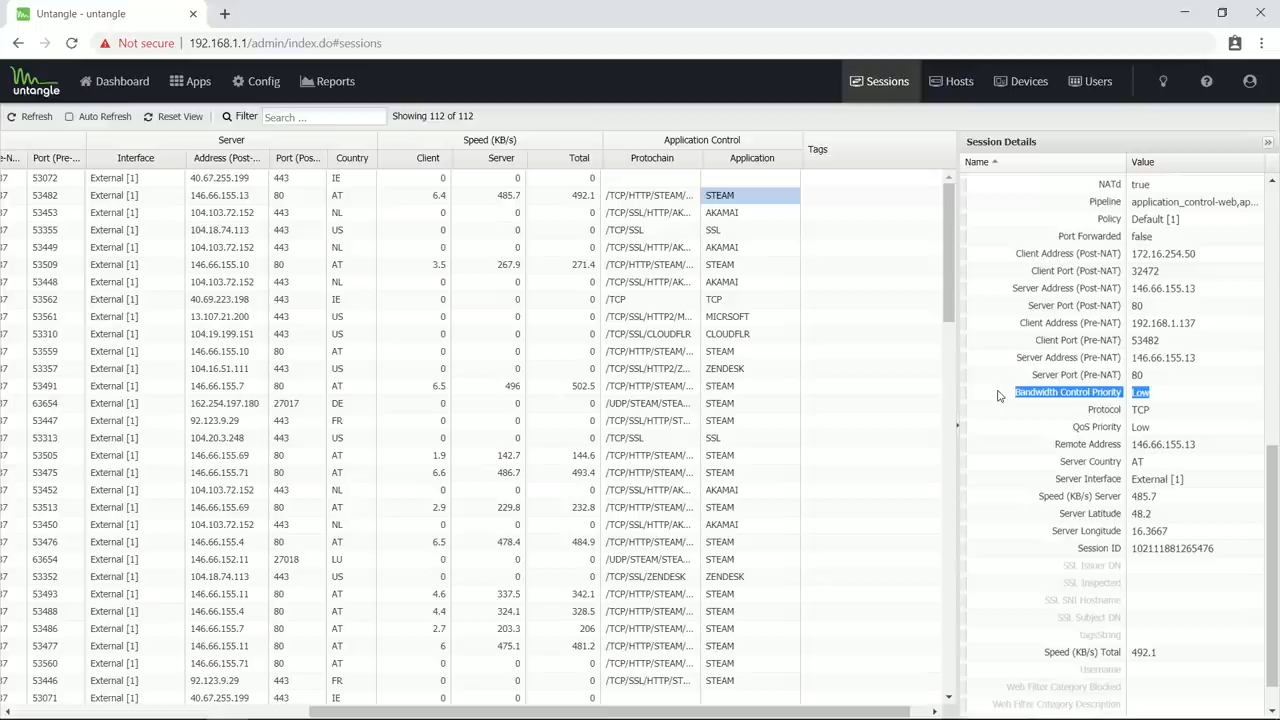 Untangle - untangle
Not secure 192.168.1.1/admin/index.do#sessions
untangle Dashboard Apps Config Reports Sessions Hosts Devices Users
Refresh Auto Refresh Reset View Filter Search ... Showing 112 of 112
Server Speed (KB/s) Application Control Tags
e-N... Port (Pre-... Interface Address (Post-... Port (Pos... Country Client Server Total Protochain Application
37 53072 External [1] 40.67.255.199 443 IE 0 0 0
37 53482 External [1] 146.66.155.13 80 AT 6.4 485.7 492.1 /TCP/HTTP/STEAM/... STEAM
37 53453 External [1] 104.103.72.152 443 NL 0 0 0 /TCP/SSL/HTTP/AK... AKAMAI
37 53355 External [1] 104.18.74.113 443 US 0 0 0 /TCP/SSL SSL
37 53449 External [1] 104.103.72.152 443 NL 0 0 0 /TCP/SSL/HTTP/AK... AKAMAI
37 53509 External [1] 146.66.155.10 80 AT 3.5 267.9 271.4 /TCP/HTTP/STEAM/... STEAM
37 53448 External [1] 104.103.72.152 443 NL 0 0 0 /TCP/SSL/HTTP/AK... AKAMAI
37 53562 External [1] 40.69.223.198 443 IE 0 0 0 /TCP TCP
37 53561 External [1] 13.107.21.200 443 US 0 0 0 /TCP/SSL/HTTP2/M... MICRSOFT
37 53310 External [1] 104.19.199.151 443 US 0 0 0 /TCP/SSL/CLOUDFLR CLOUDFLR
37 53559 External [1] 146.66.155.10 80 AT 0 0 0 /TCP/HTTP/STEAM/... STEAM
37 53357 External [1] 104.16.51.111 443 US 0 0 0 /TCP/SSL/HTTP2/Z... ZENDESK
37 53491 External [1] 146.66.155.7 80 AT 6.5 496 502.5 /TCP/HTTP/STEAM/... STEAM
37 63654 External [1] 162.254.197.180 27017 DE 0 0 0 /UDP/STEAM/STEA... STEAM
37 53447 External [1] 92.123.9.29 443 FR 0 0 0 /TCP/SSL/HTTP/ST... STEAM
37 53313 External [1] 104.20.3.248 443 US 0 0 0 /TCP/SSL SSL
37 53505 External [1] 146.66.155.69 80 AT 1.9 142.7 144.6 /TCP/HTTP/STEAM/... STEAM
37 53475 External [1] 146.66.155.71 80 AT 6.6 486.7 493.4 /TCP/HTTP/STEAM/... STEAM
37 53452 External [1] 104.103.72.152 443 NL 0 0 0 /TCP/SSL/HTTP/AK... AKAMAI
37 53513 External [1] 146.66.155.69 80 AT 2.9 229.8 232.8 /TCP/HTTP/STEAM/... STEAM
37 53450 External [1] 104.103.72.152 443 NL 0 0 0 /TCP/SSL/HTTP/AK... AKAMAI
37 53476 External [1] 146.66.155.4 80 AT 6.5 478.4 484.9 /TCP/HTTP/STEAM/... STEAM
37 63654 External [1] 146.66.152.11 27018 LU 0 0 0 /UDP/STEAM/STEA... STEAM
37 53352 External [1] 104.18.74.113 443 US 0 0 0 /TCP/SSL/ZENDESK ZENDESK
37 53493 External [1] 146.66.155.11 80 AT 4.6 337.5 342.1 /TCP/HTTP/STEAM/... STEAM
37 53488 External [1] 146.66.155.4 80 AT 4.4 324.1 328.5 /TCP/HTTP/STEAM/... STEAM
37 53486 External [1] 146.66.155.7 80 AT 2.7 203.3 206 /TCP/HTTP/STEAM/... STEAM
37 53477 External [1] 146.66.155.11 80 AT 6 475.1 481.2 /TCP/HTTP/STEAM/... STEAM
37 53560 External [1] 146.66.155.71 80 AT 0 0 0 /TCP/HTTP/STEAM/... STEAM
37 53446 External [1] 92.123.9.29 443 FR 0 0 0 /TCP/SSL/HTTP/ST... STEAM
37 53071 External [1] 40.67.255.199 443 IE 0 0 0
Session Details
Name Value
NATd true
Pipeline application_control-web,ap...
Policy Default [1]
Port Forwarded false
Client Address (Post-NAT) 172.16.254.50
Client Port (Post-NAT) 32472
Server Address (Post-NAT) 146.66.155.13
Server Port (Post-NAT) 80
Client Address (Pre-NAT) 192.168.1.137
Client Port (Pre-NAT) 53482
Server Address (Pre-NAT) 146.66.155.13
Server Port (Pre-NAT) 80
Bandwidth Control Priority Low
Protocol TCP
QoS Priority Low
Remote Address 146.66.155.13
Server Country AT
Server Interface External [1]
Speed (KB/s) Server 485.7
Server Latitude 48.2
Server Longitude 16.3667
Session ID 102111881265476
SSL Issuer DN
SSL Inspected
SSL SNI Hostname
SSL Subject DN
tagsString
Speed (KB/s) Total 492.1
Username
Web Filter Category Blocked
Web Filter Category Description